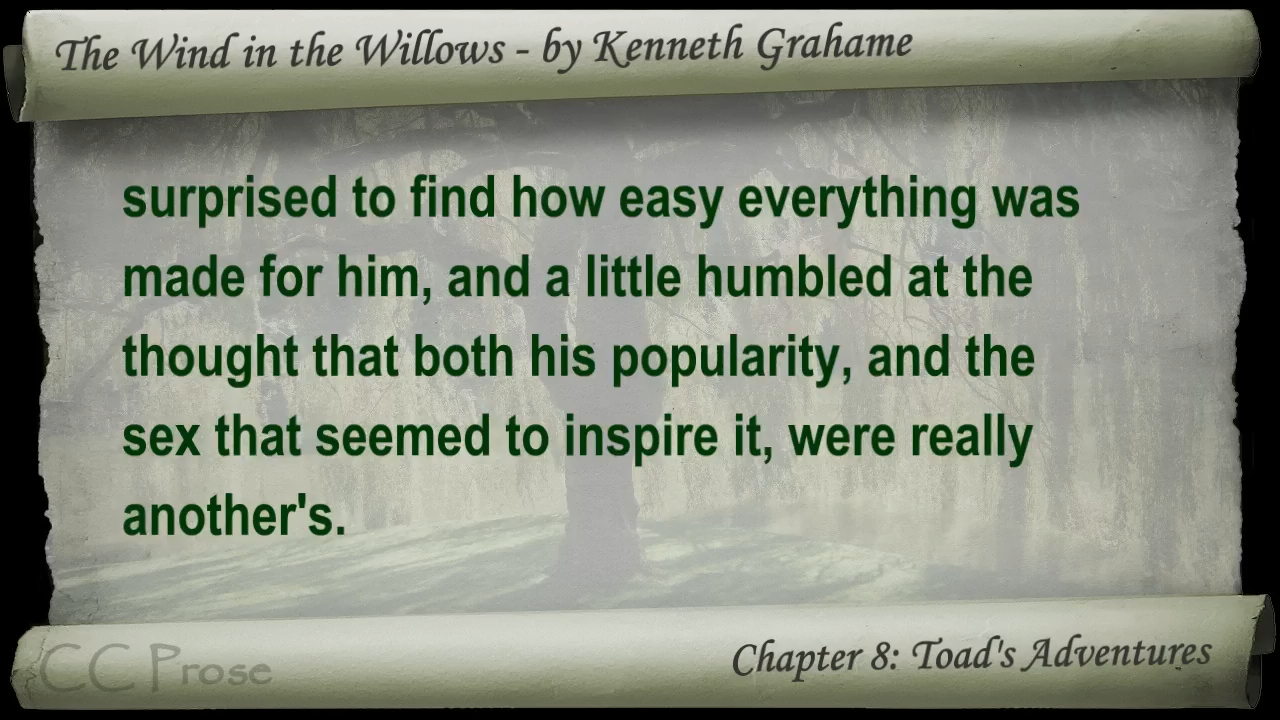 The Wind in the Willows - by Kenneth Grahame
surprised to find how easy everything was
made for him, and a little humbled at the
thought that both his popularity, and the
sex that seemed to inspire it, were really
another's.
CC Prose
Chapter 8: Toad's Adventures